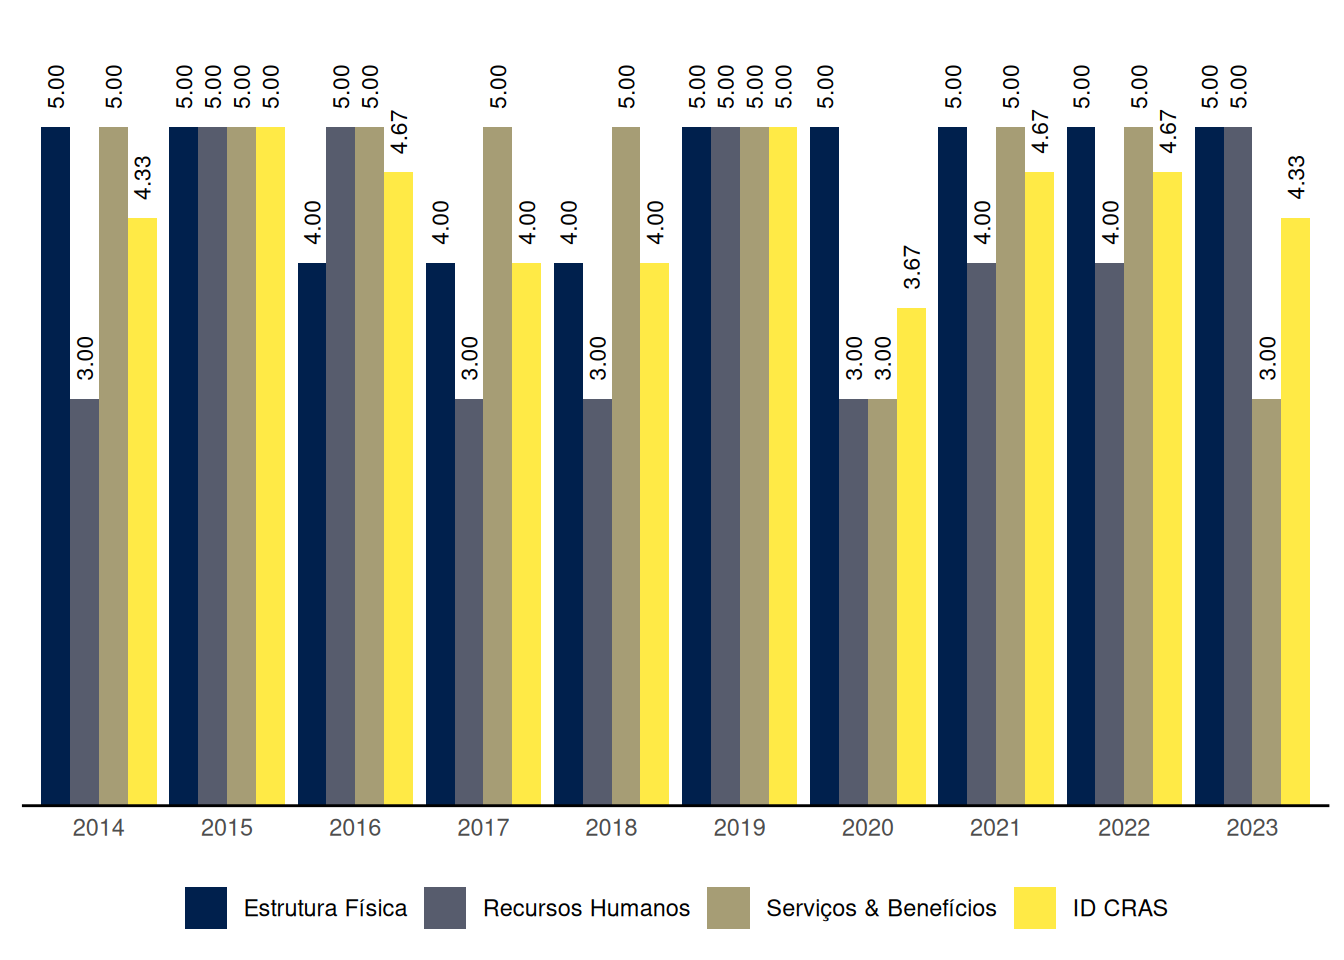 5.00 3.00 5.00 4.33
5.00 5.00 5.00 5.00
4.00 5.00 5.00 4.67
4.00 3.00 5.00 4.00
4.00 3.00 5.00 4.00
5.00 5.00 5.00 5.00
5.00 3.00 3.00 3.67
5.00 4.00 5.00 4.67
5.00 4.00 5.00 4.67
5.00 5.00 3.00 4.33
2014 2015 2016 2017 2018 2019 2020 2021 2022 2023
Estrutura Física Recursos Humanos Serviços & Benefícios ID CRAS